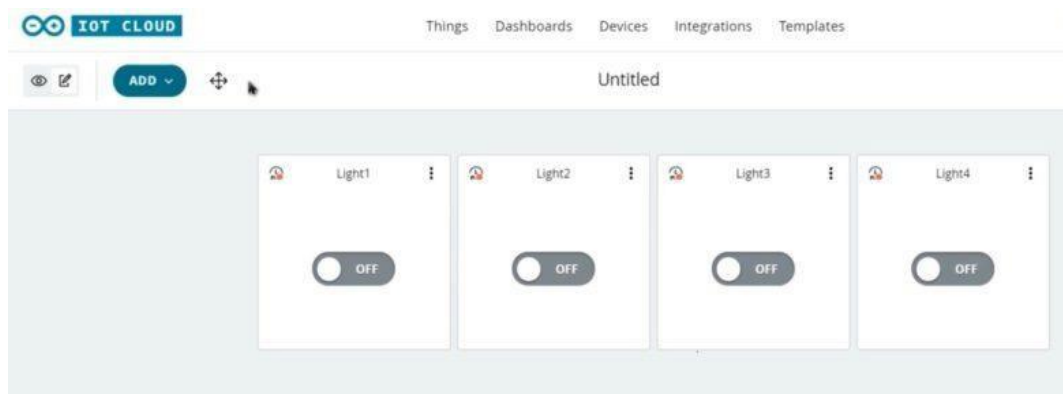 IOT CLOUD Things Dashboards Devices Integrations Templates
ADD Untitled
Light1 Light2 Light3 Light4
OFF OFF OFF OFF